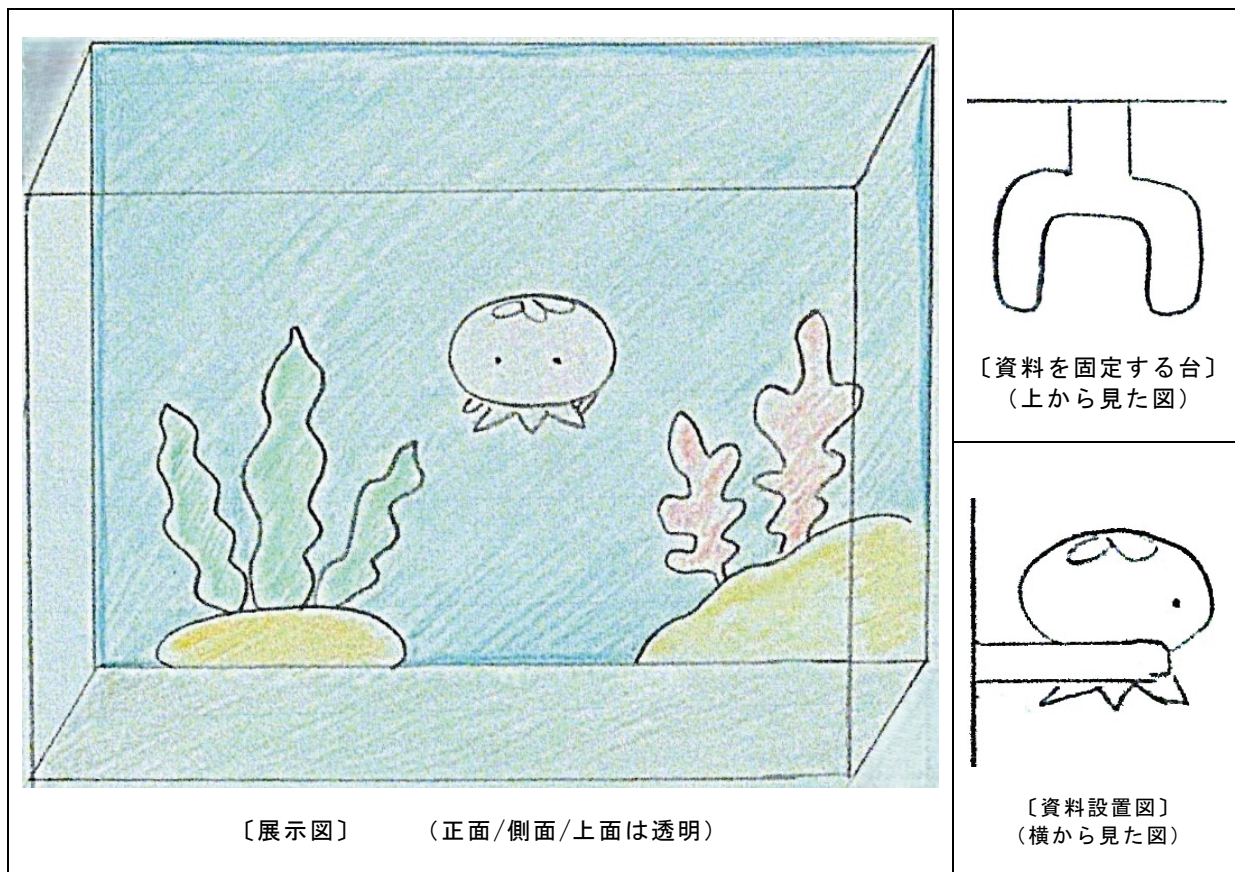 〔展示図〕　（正面/側面/上面は透明）
〔資料を固定する台〕
（上から見た図）
〔資料設置図〕
（横から見た図）